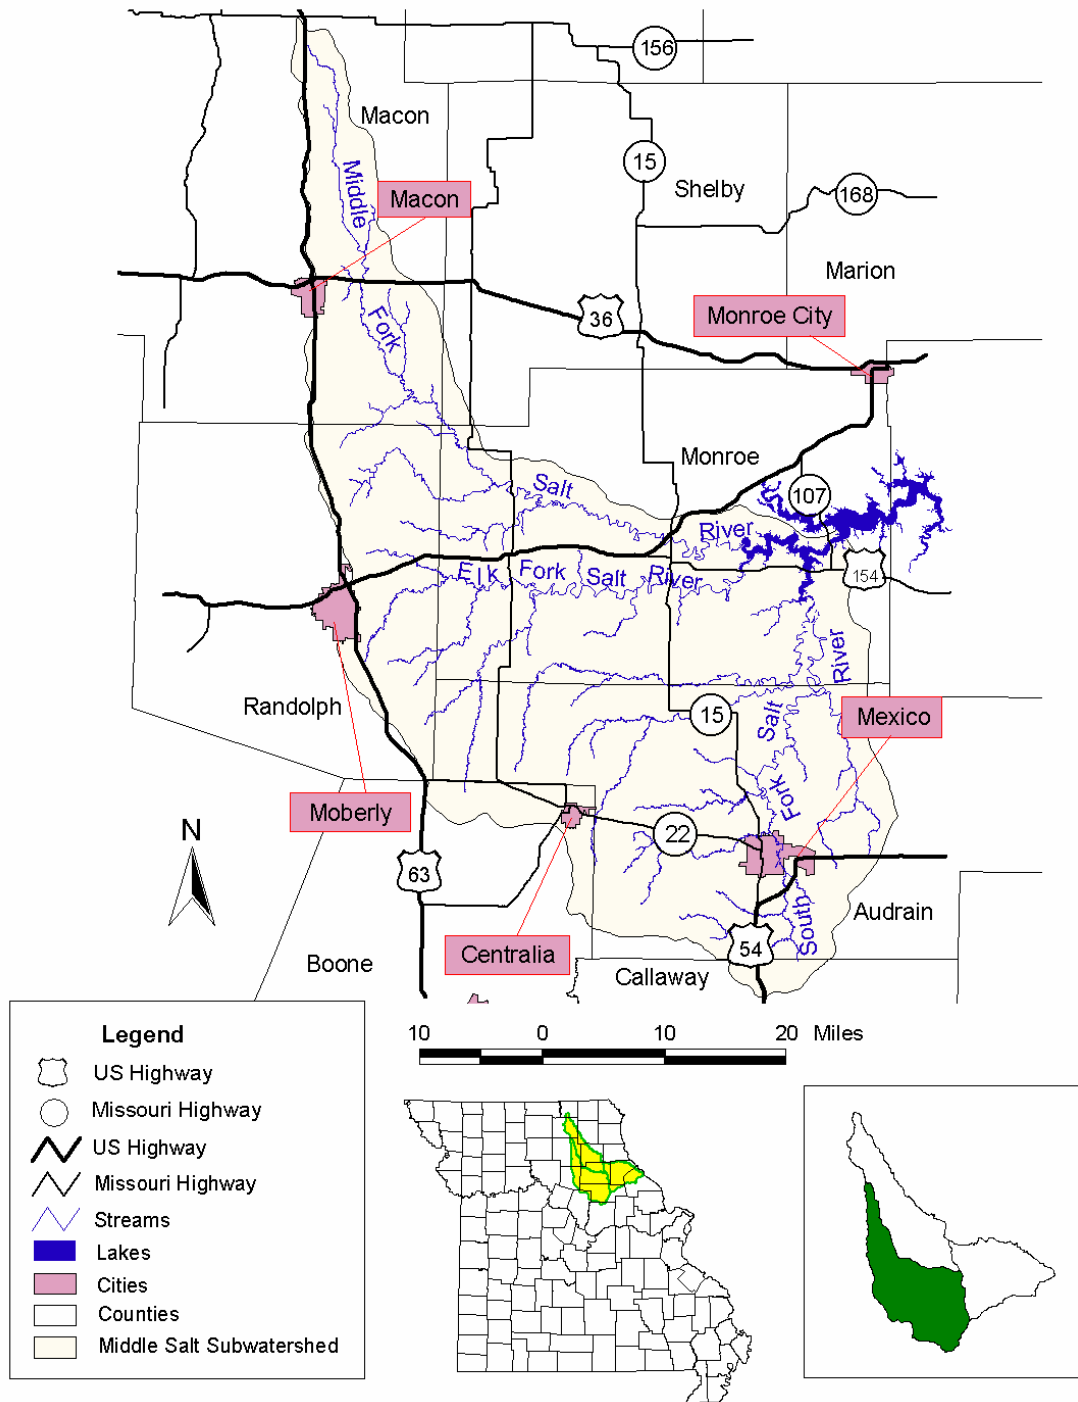 156
Macon
15
Middle
Shelby
168
Macon
Marion
36
Monroe City
Fork
Monroe
Salt
107
River
Elk Fork Salt River
154
River
Randolph
15
Salt
Mexico
Fork
Moberly
N
22
63
South
Audrain
Centralia
54
Boone
Callaway
Legend
US Highway
Missouri Highway
US Highway
Missouri Highway
Streams
Lakes
Cities
Counties
Middle Salt Subwatershed
10 0 10 20 Miles